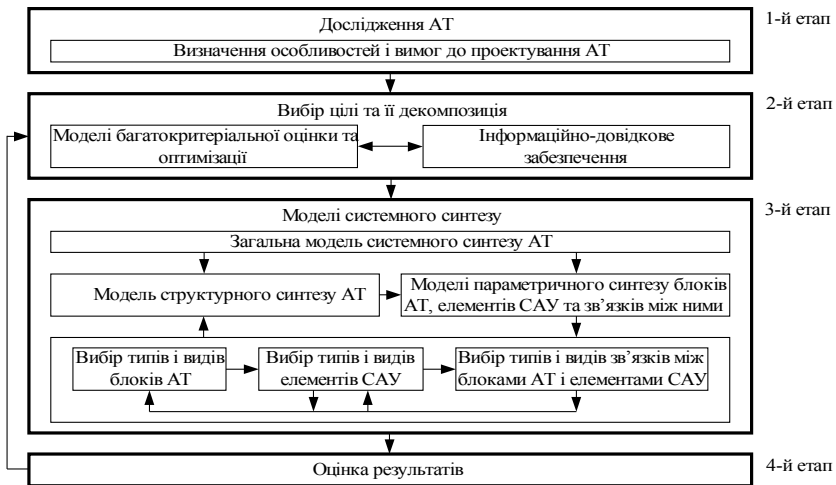 Дослідження АТ
1-й етап
Визначення особливостей і вимог до проектування АТ
Вибір цілі та її декомпозиція
2-й етап
Моделі багатокритеріальної оцінки та
оптимізації
Інформаційно-довідкове
забезпечення
Моделі системного синтезу
3-й етап
Загальна модель системного синтезу АТ
Модель структурного синтезу АТ
Моделі параметричного синтезу блоків
АТ, елементів САУ та зв’язків між ними
Вибір типів і видів
блоків АТ
Вибір типів і видів
елементів САУ
Вибір типів і видів зв’язків між
блоками АТ і елементами САУ
Оцінка результатів
4-й етап